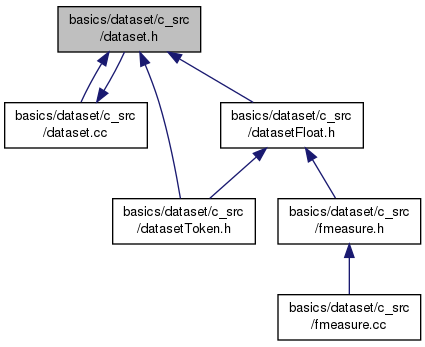 basics/dataset/c_src
/dataset.h
basics/dataset/c_src
/dataset.cc
basics/dataset/c_src
/datasetFloat.h
basics/dataset/c_src
/datasetToken.h
basics/dataset/c_src
/fmeasure.h
basics/dataset/c_src
/fmeasure.cc